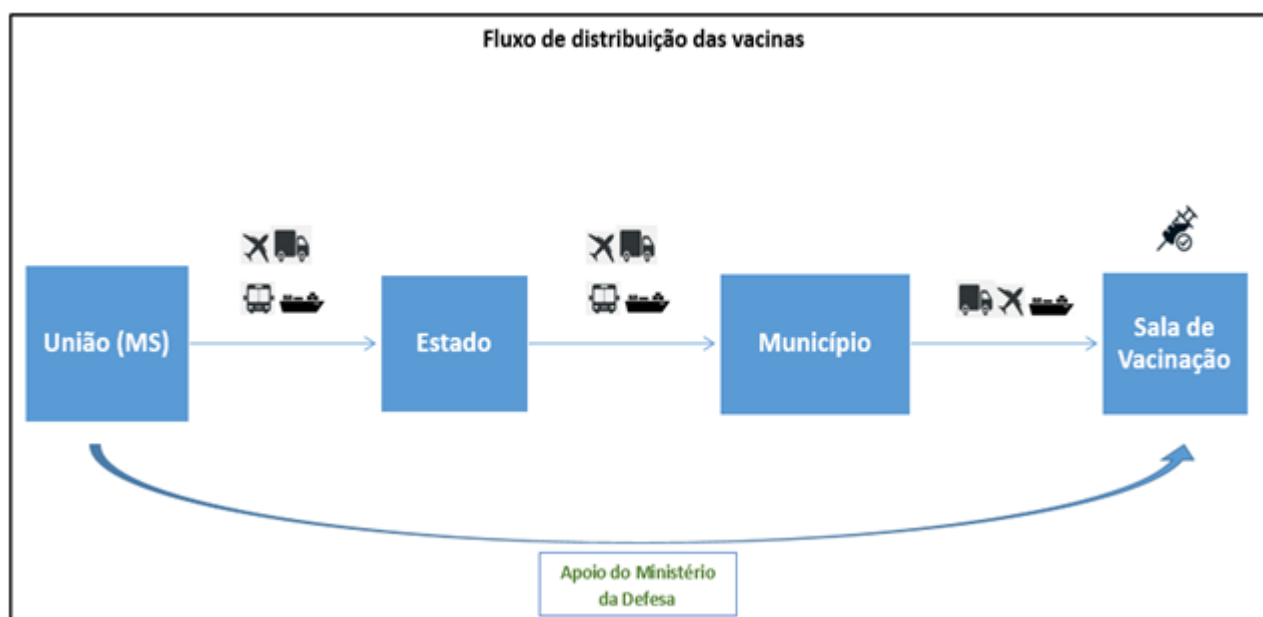 Fluxo de distribuição das vacinas
União (MS)
Estado
Município
Sala de
Vacinação
Apoio do Ministério
da Defesa